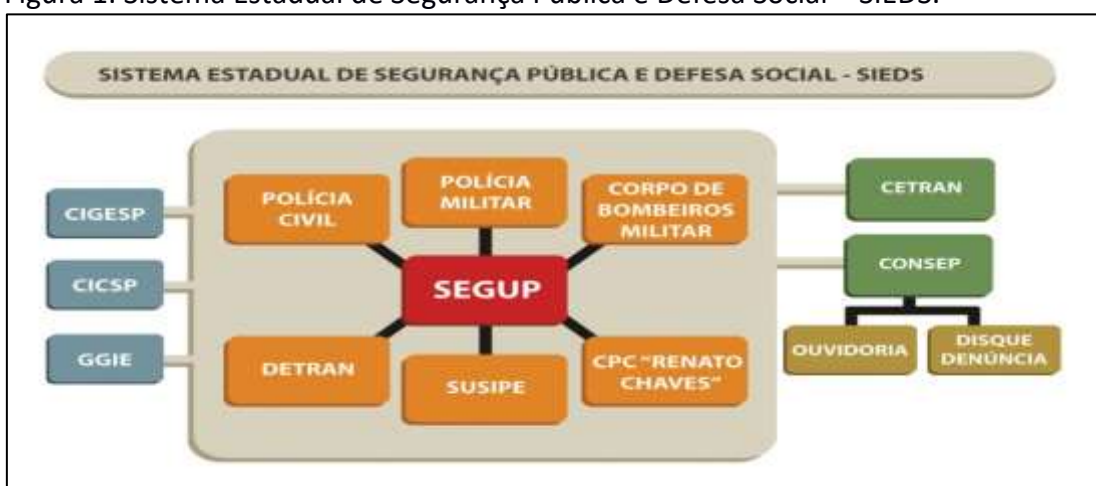 Figura 1. Sistema Estadual de Segurança Pública e Defesa Social – SIEDS.
SISTEMA ESTADUAL DE SEGURANÇA PÚBLICA E DEFESA SOCIAL - SIEDS
CIGESP
CICSP
GGIE
POLÍCIA
CIVIL
POLÍCIA
MILITAR
CORPO DE
BOMBEIROS
MILITAR
SEGUP
DETRAN
SUSIPE
CPC "RENATO
CHAVES"
CETRAN
CONSEP
OUVIDORIA
DISQUE
DENÚNCIA